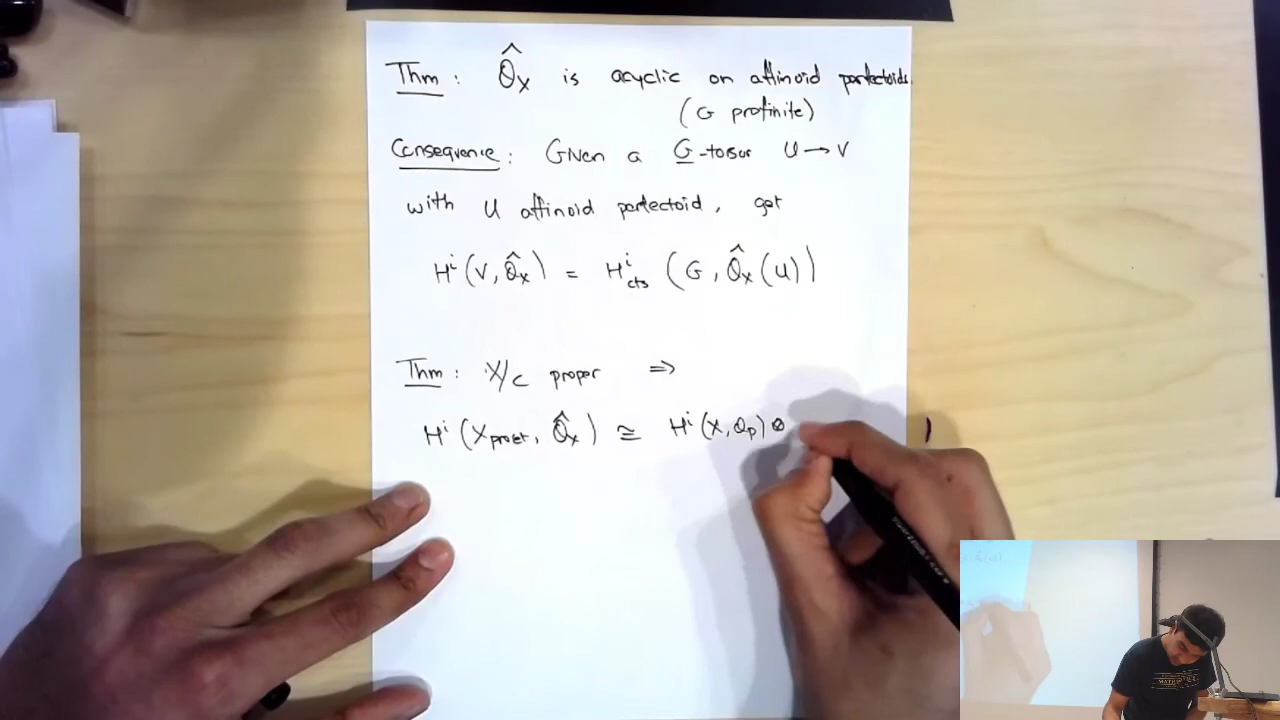 Thm : Ô_X is acyclic on affinoid perfectoids.
(G profinite)
Consequence : Given a G-torsor U → V
with U affinoid perfectoid, get
H^i (V, Ô_X) = H^i_cts (G, Ô_X (U))
Thm : X/C proper ⇒
H^i (X_proet, Ô_X) ≅ H^i (X, Q_p) ⊗